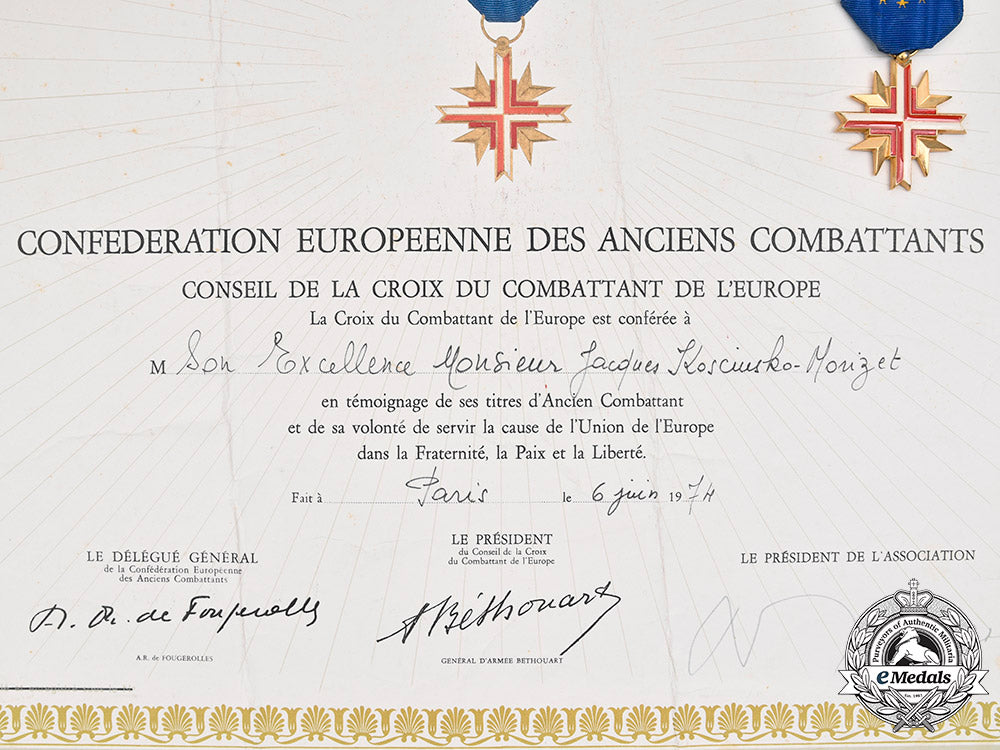 CONFEDERATION EUROPEENNE DES ANCIENS COMBATTANTS
CONSEIL DE LA CROIX DU COMBATTANT DE L'EUROPE
La Croix du Combattant de l'Europe est conférée à
M Son Excellence Monsieur Jacques Kosciusko-Morizet
en témoignage de ses titres d'Ancien Combattant
et de sa volonté de servir la cause de l'Union de l'Europe
dans la Fraternité, la Paix et la Liberté.
Fait à Paris le 6 juin 1974
LE DÉLÉGUÉ GÉNÉRAL
de la Confédération Européenne
des Anciens Combattants
A. R. de Fougerolles
A.R. de FOUGEROLLES
LE PRÉSIDENT
du Conseil de la Croix
du Combattant de l'Europe
Béthouart
GÉNÉRAL D'ARMÉE BETHOUART
LE PRÉSIDENT DE L'ASSOCIATION
Purveyors of Authentic Militaria
eMedals